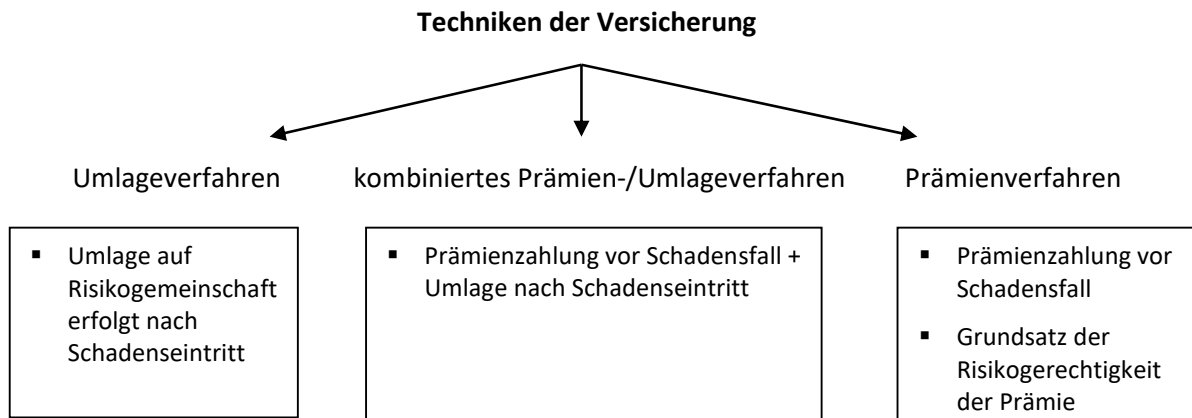 Techniken der Versicherung
Umlageverfahren
kombiniertes Prämien-/Umlageverfahren
Prämienverfahren
▪ Umlage auf
Risikogemeinschaft
erfolgt nach
Schadenseintritt
▪ Prämienzahlung vor Schadensfall +
Umlage nach Schadenseintritt
▪ Prämienzahlung vor
Schadensfall
▪ Grundsatz der
Risikogerechtigkeit
der Prämie